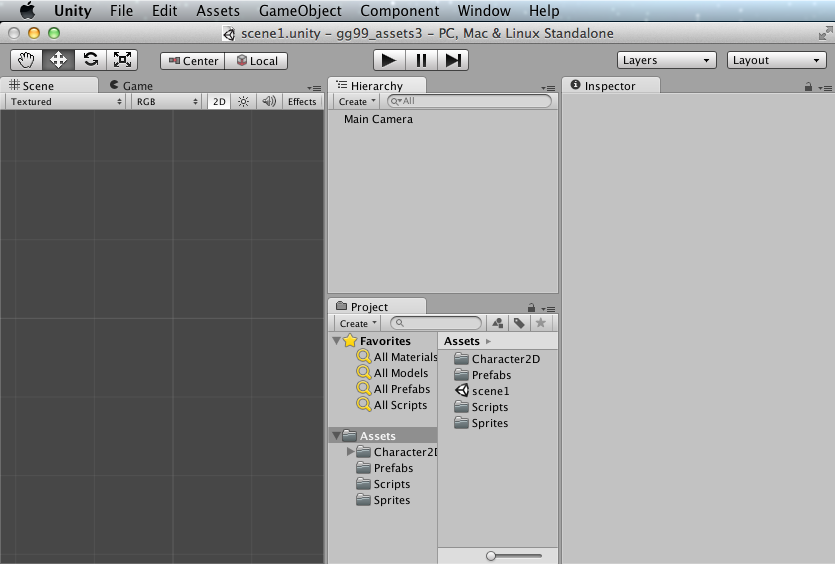 Unity File Edit Assets GameObject Component Window Help
scene1.unity – gg99_assets3 – PC, Mac & Linux Standalone
Center Local Layers Layout
Scene Game
Textured RGB 2D Effects
Hierarchy
Create All
Main Camera
Inspector
Project
Create
Favorites
All Materials
All Models
All Prefabs
All Scripts
Assets
Character2D
Prefabs
Scripts
Sprites
Assets
Character2D
Prefabs
scene1
Scripts
Sprites